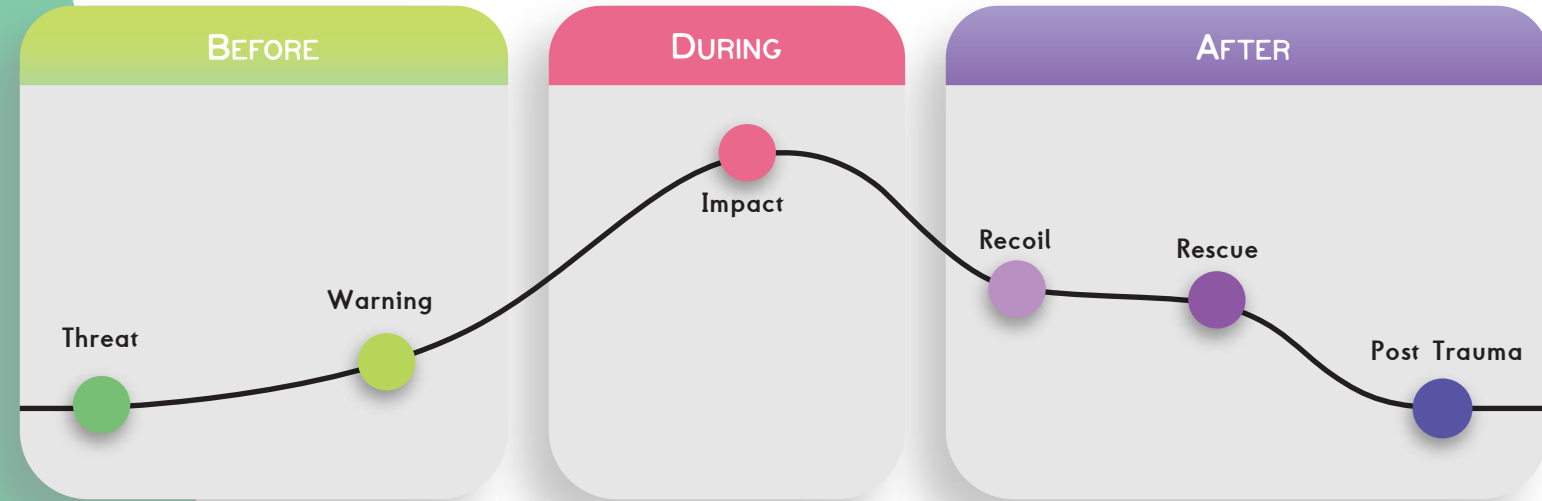 BEFORE
DURING
AFTER
Threat
Warning
Impact
Recoil
Rescue
Post Trauma